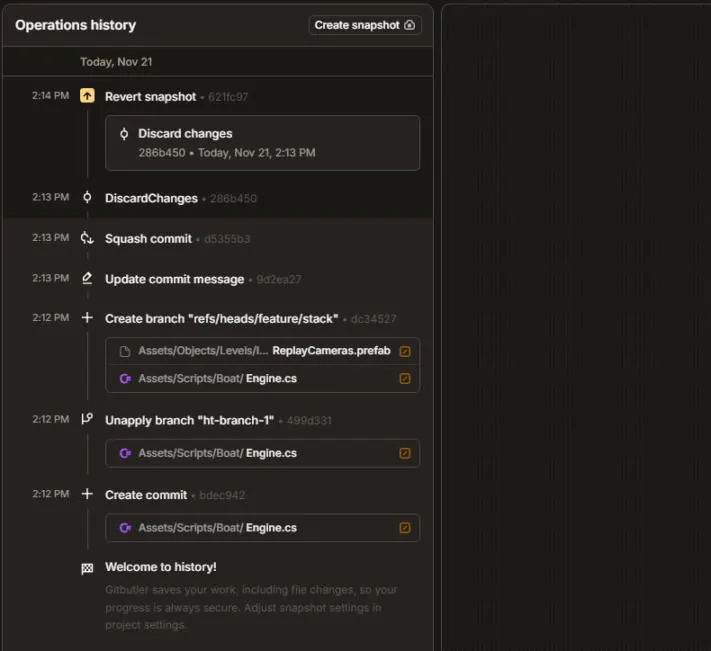 Operations history
Create snapshot
Today, Nov 21
2:14 PM Revert snapshot • 621fc97
Discard changes
286b450 • Today, Nov 21, 2:13 PM
2:13 PM DiscardChanges • 286b450
2:13 PM Squash commit • d5355b3
2:13 PM Update commit message • 9d2ea27
2:12 PM Create branch "refs/heads/feature/stack" • dc34527
Assets/Objects/Levels/I... ReplayCameras.prefab
Assets/Scripts/Boat/ Engine.cs
2:12 PM Unapply branch "ht-branch-1" • 499d331
Assets/Scripts/Boat/ Engine.cs
2:12 PM Create commit • bdec942
Assets/Scripts/Boat/ Engine.cs
Welcome to history!
Gitbutler saves your work, including file changes, so your
progress is always secure. Adjust snapshot settings in
project settings.